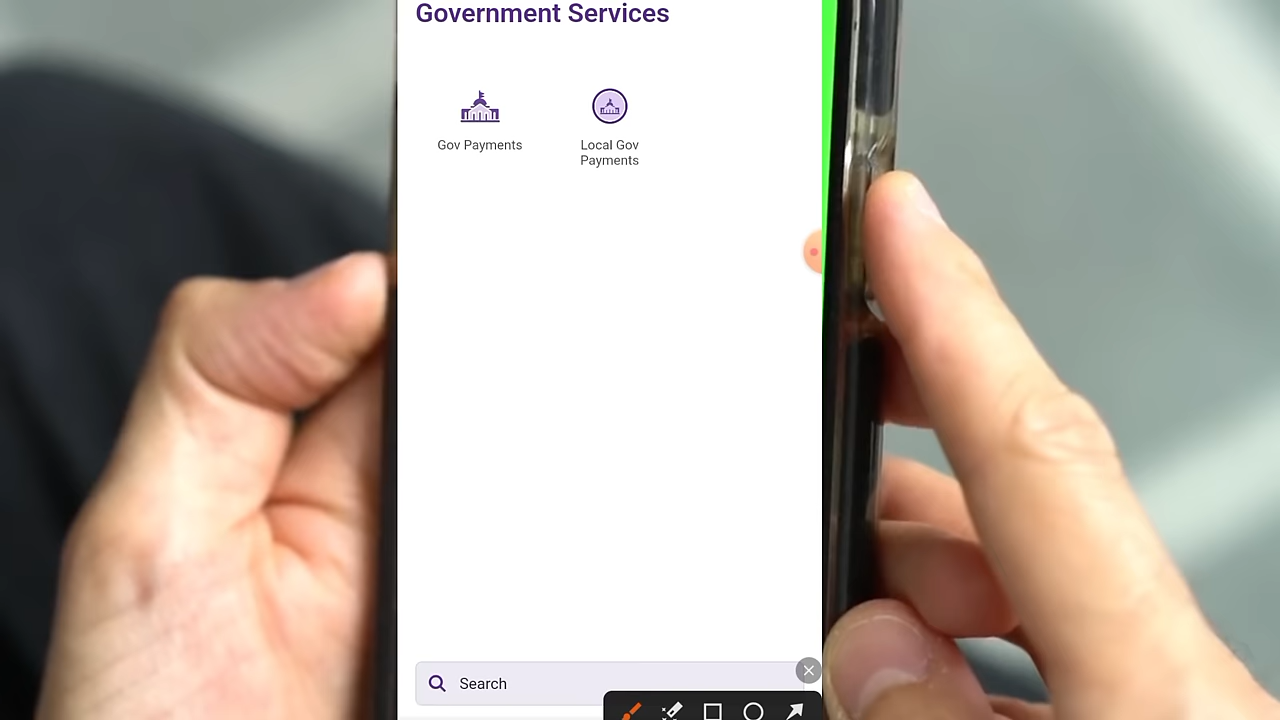 Government Services
Gov Payments
Local Gov
Payments
Search